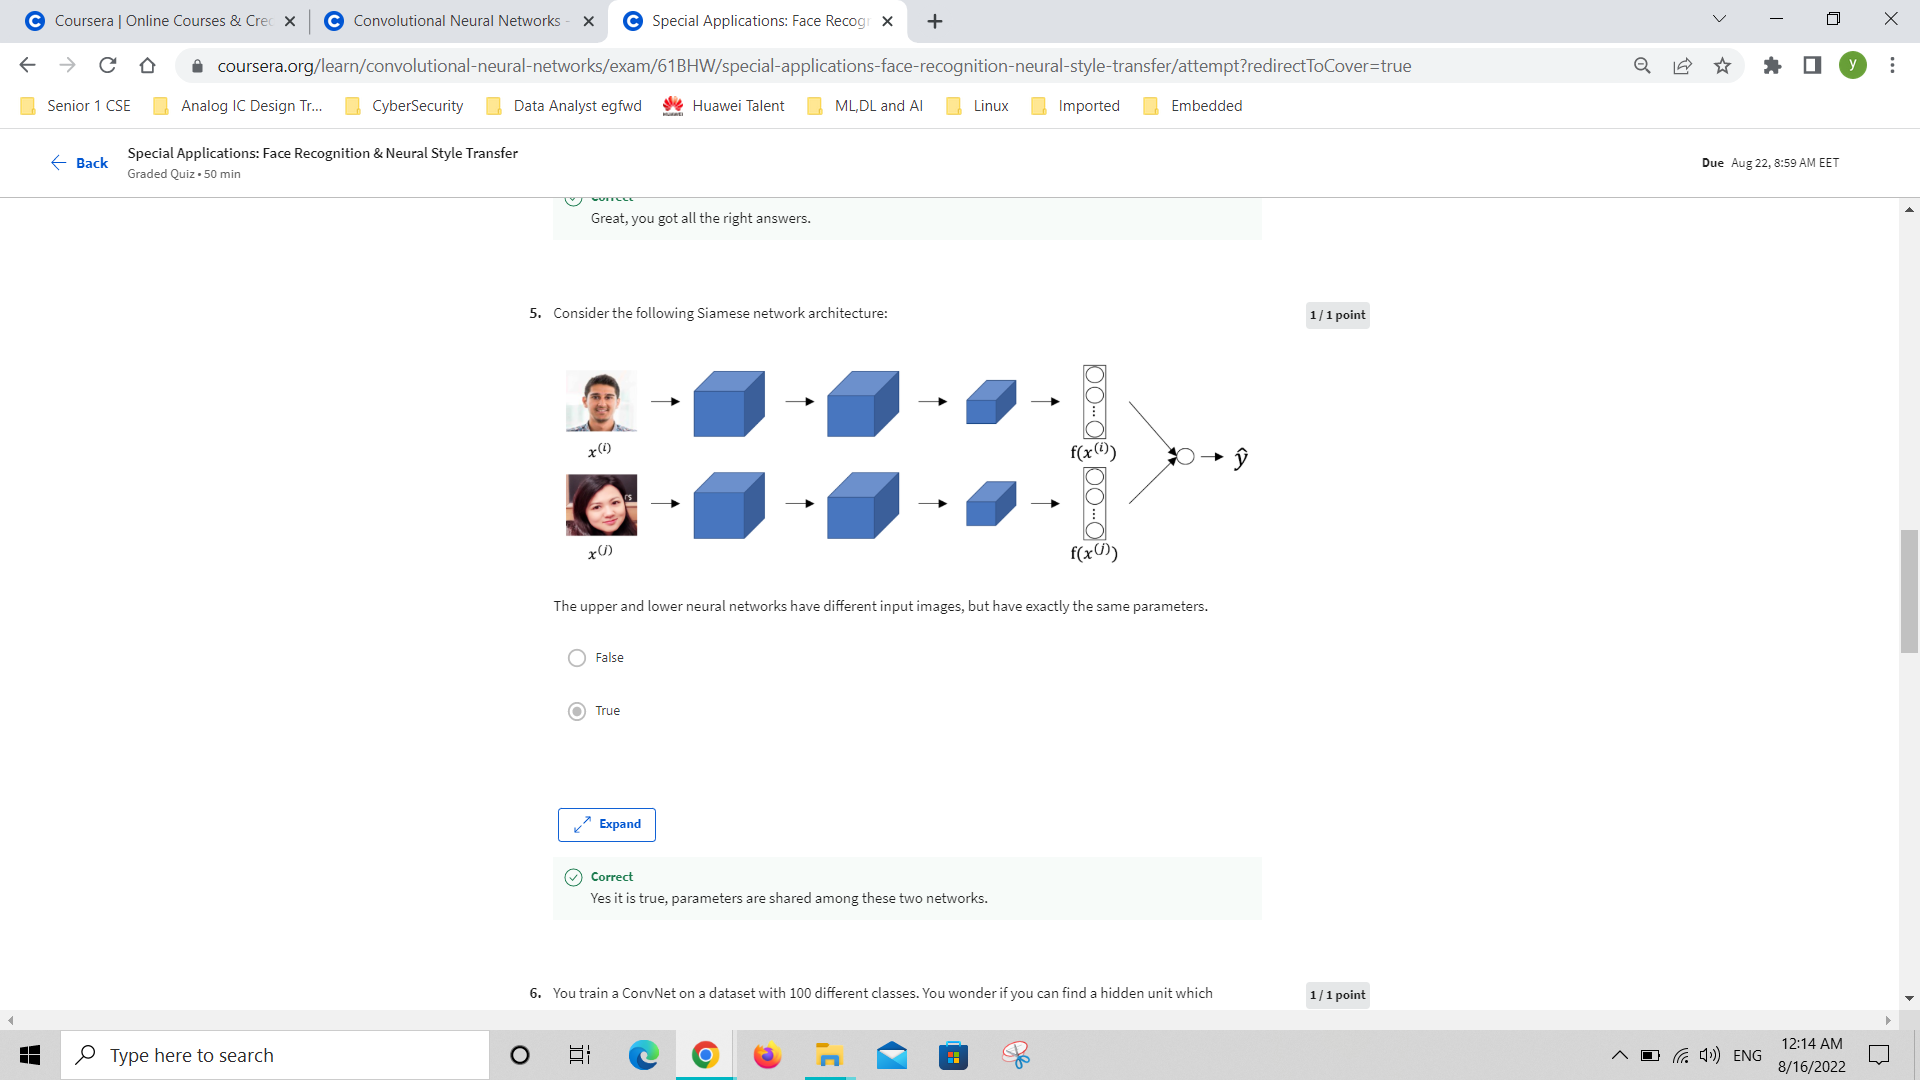 Coursera | Online Courses & Crec
Convolutional Neural Networks -
Special Applications: Face Recogn
coursera.org/learn/convolutional-neural-networks/exam/61BHW/special-applications-face-recognition-neural-style-transfer/attempt?redirectToCover=true
y
Senior 1 CSE
Analog IC Design Tr...
CyberSecurity
Data Analyst egfwd
Huawei Talent
ML,DL and AI
Linux
Imported
Embedded
Back
Special Applications: Face Recognition & Neural Style Transfer
Graded Quiz • 50 min
Due Aug 22, 8:59 AM EET
Correct
Great, you got all the right answers.
5. Consider the following Siamese network architecture:
1 / 1 point
x(i)
f(x(i))
ŷ
x(j)
f(x(j))
The upper and lower neural networks have different input images, but have exactly the same parameters.
False
True
Expand
Correct
Yes it is true, parameters are shared among these two networks.
6. You train a ConvNet on a dataset with 100 different classes. You wonder if you can find a hidden unit which
1 / 1 point
Type here to search
ENG
12:14 AM
8/16/2022